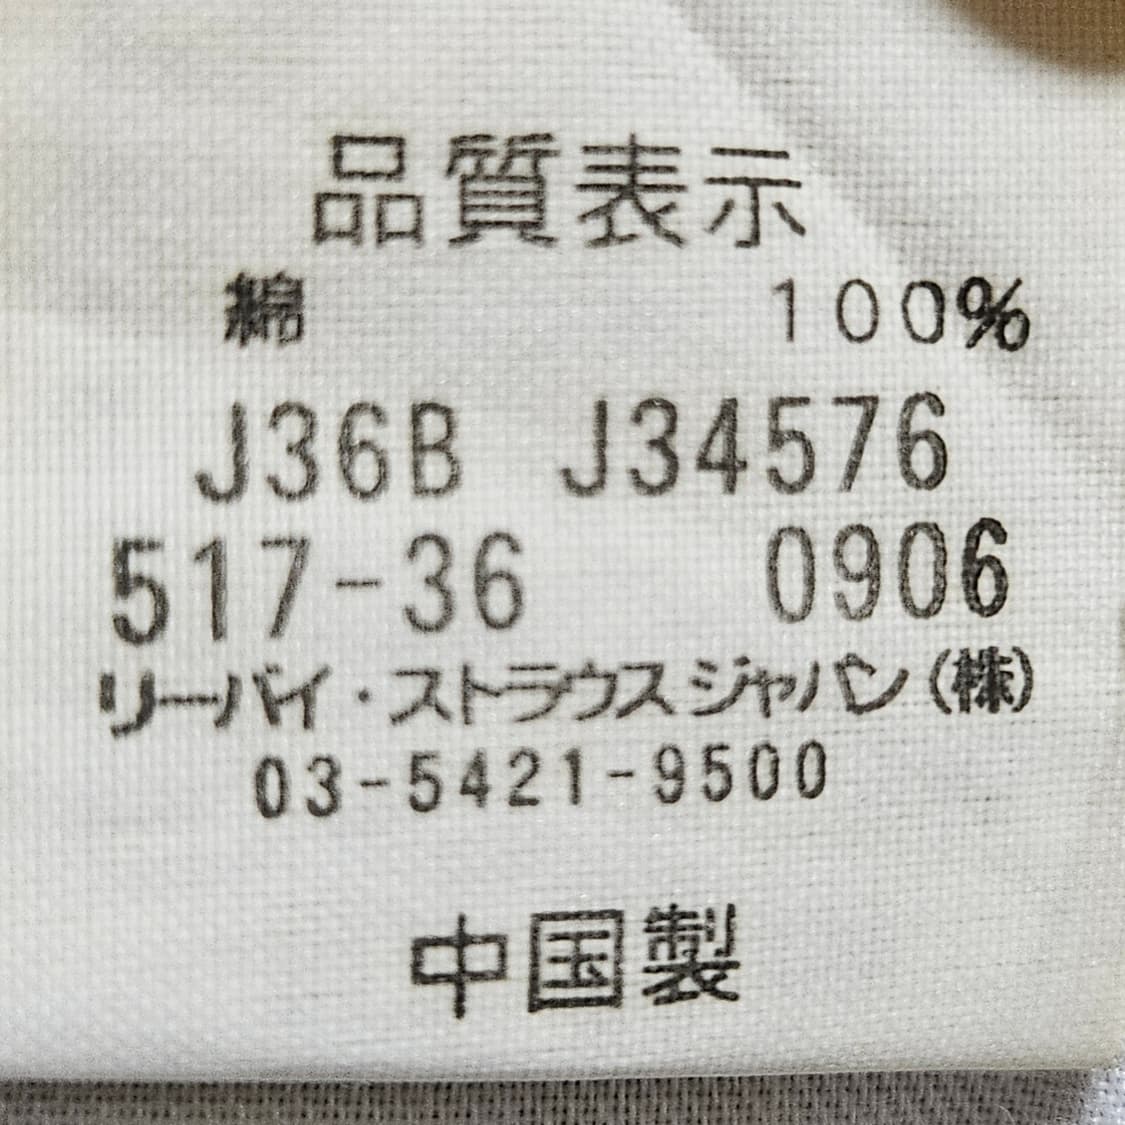 品質表示
綿 100%
J36B J34576
517-36 0906
リーバイ・ストラウスジャパン(株)
03-5421-9500
中国製